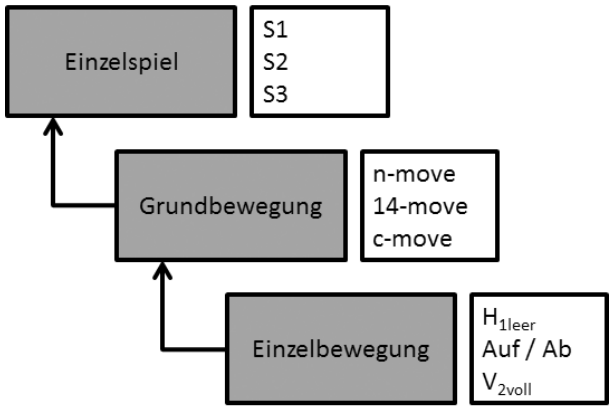 Einzelspiel
S1
S2
S3
Grundbewegung
n-move
14-move
c-move
Einzelbewegung
H1leer
Auf / Ab
V2voll